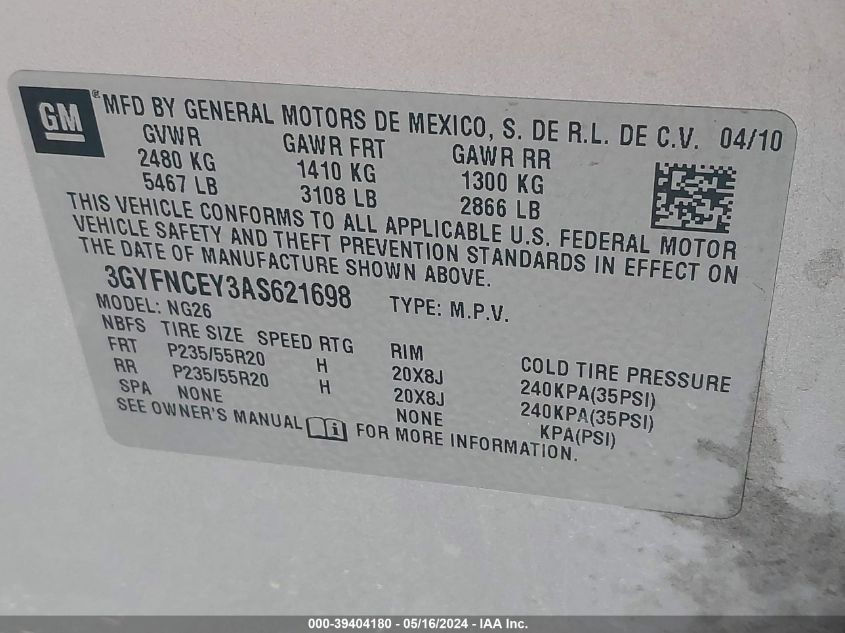 GM ® MFD BY GENERAL MOTORS DE MEXICO, S. DE R.L. DE C.V. 04/10
GVWR GAWR FRT GAWR RR
2480 KG 1410 KG 1300 KG
5467 LB 3108 LB 2866 LB
THIS VEHICLE CONFORMS TO ALL APPLICABLE U.S. FEDERAL MOTOR
VEHICLE SAFETY AND THEFT PREVENTION STANDARDS IN EFFECT ON
THE DATE OF MANUFACTURE SHOWN ABOVE.
3GYFNCEY3AS621698 TYPE: M.P.V.
MODEL: NG26
NBFS TIRE SIZE SPEED RTG RIM COLD TIRE PRESSURE
FRT P235/55R20 H 20X8J 240KPA(35PSI)
RR P235/55R20 H 20X8J 240KPA(35PSI)
SPA NONE NONE KPA(PSI)
SEE OWNER'S MANUAL FOR MORE INFORMATION.
000-39404180 - 05/16/2024 - IAA Inc.